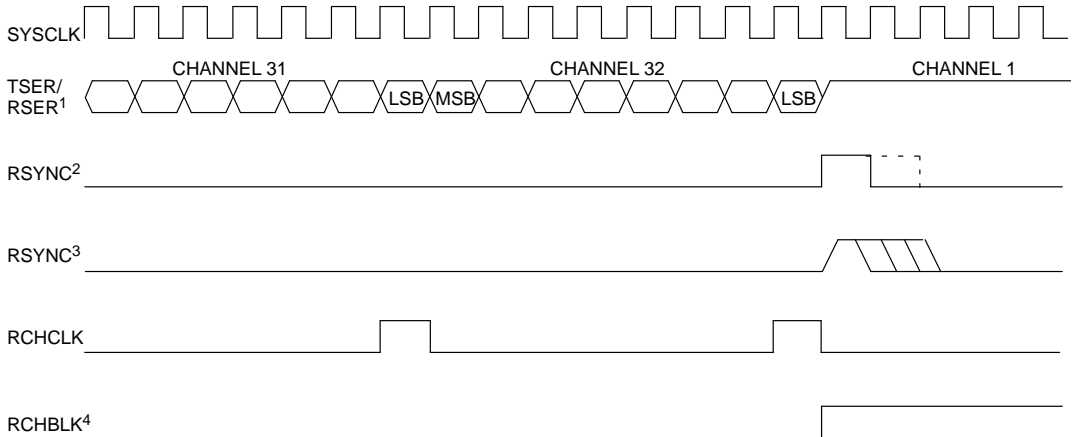 SYSCLK
CHANNEL 31 CHANNEL 32 CHANNEL 1
TSER/
RSER1
LSB MSB LSB
RSYNC2
RSYNC3
RCHCLK
RCHBLK4